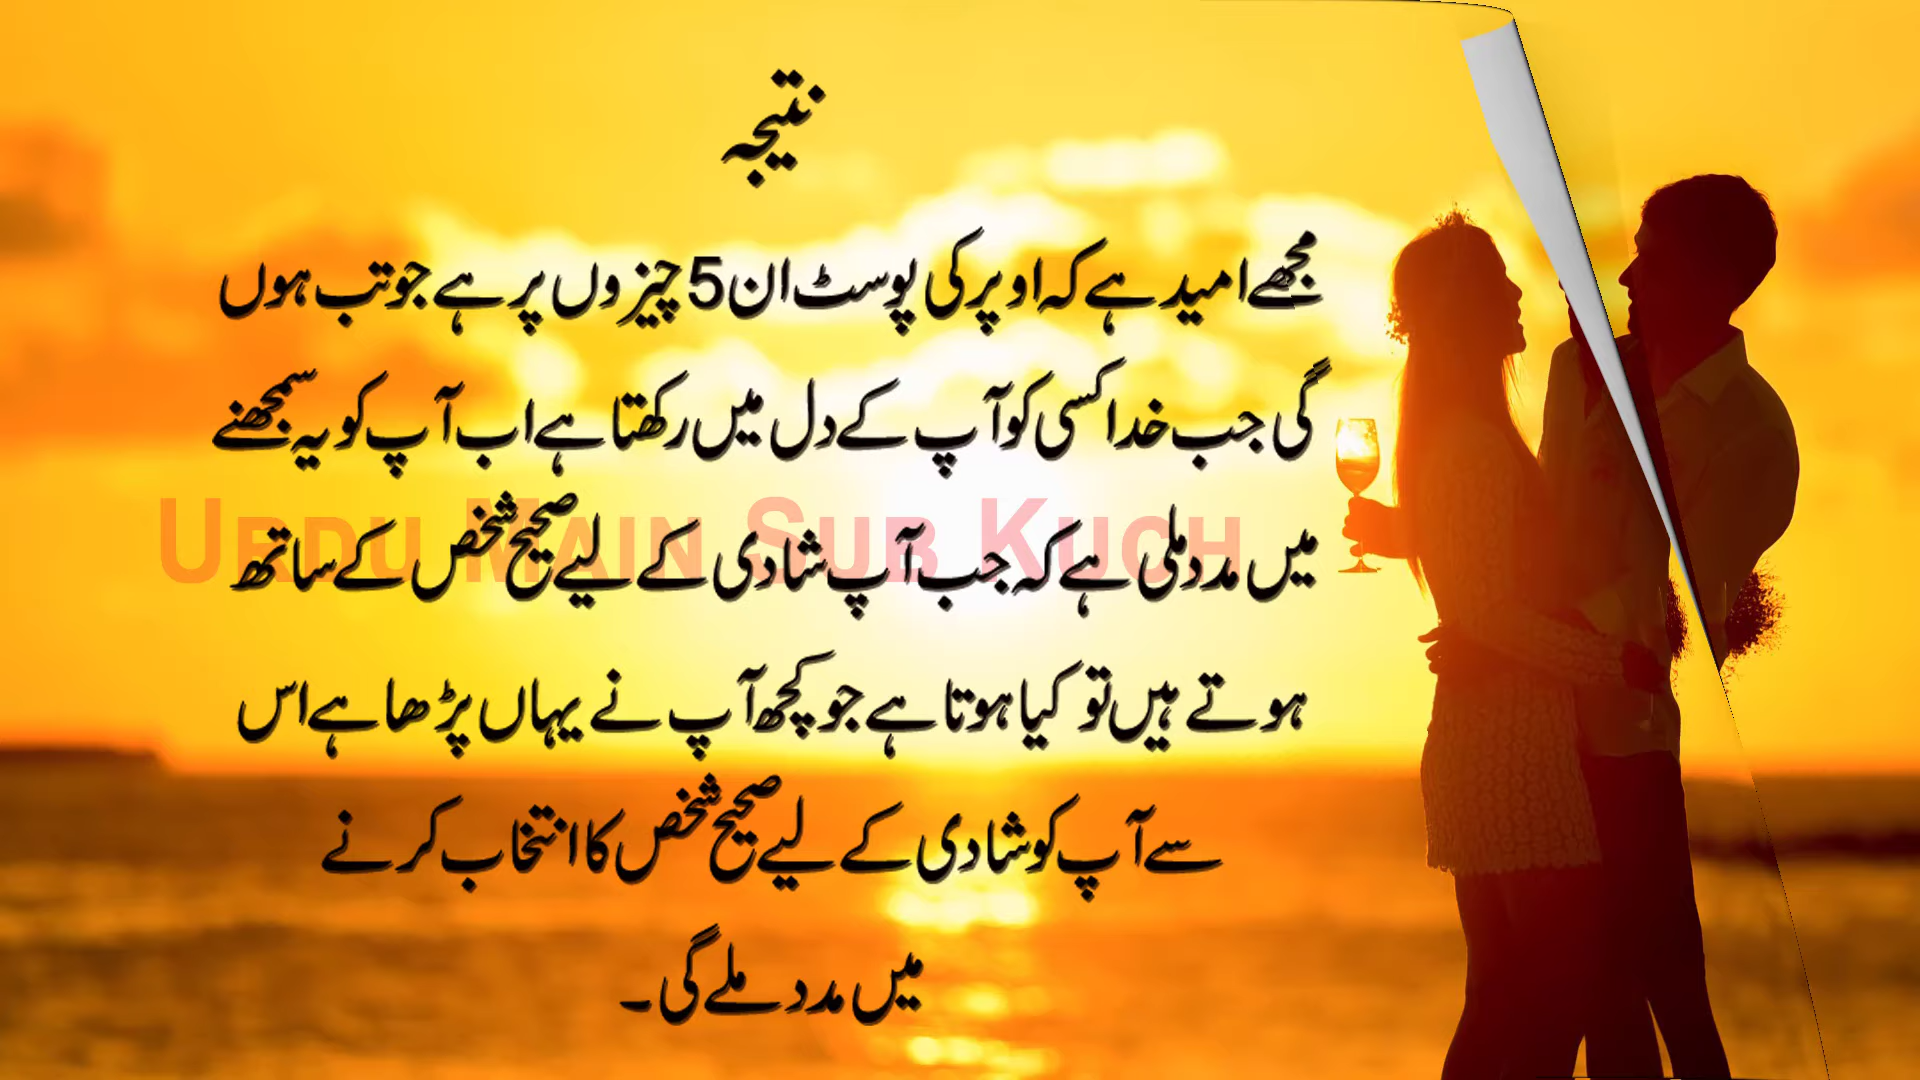 نتیجہ
مجھے امید ہے کہ اوپر کی پوسٹ ان 5 چیزوں پر ہے جو تب ہوں
گی جب خدا کسی کو آپ کے دل میں رکھتا ہے اب آپ کو یہ سمجھنے
Urdu Main Sub Kuch
میں مدد ملی ہے کہ جب آپ شادی کے لیے صحیح شخص کے ساتھ
ہوتے ہیں تو کیا ہوتا ہے جو کچھ آپ نے یہاں پڑھا ہے اس
سے آپ کو شادی کے لیے صحیح شخص کا انتخاب کرنے
میں مدد ملے گی ۔